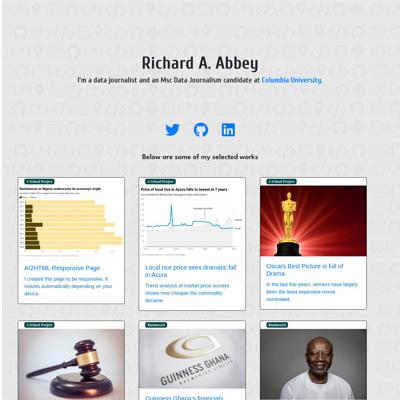 Richard A. Abbey
I'm a data journalist and an Msc Data Journalism candidate at Columbia University.
Below are some of my selected works
J-School Project
Remittances in Nigeria underscores its economy's might
AI2HTML Responsive Page
I created this page to be responsive. It
resizes automatically depending on your
device.
J-School Project
Price of local rice in Accra falls to lowest in 7 years
Local rice price sees dramatic fall
in Accra
Trend analysis of market price surveys
shows how cheaper the commodity
became.
J-School Project
Oscars Best Picture is full of
Drama
In the last five years, winners have largely
been the least expensive movie
nominated.
J-School Project
Business24
GUINNESS GHANA
Guinness Ghana's financials
Business24